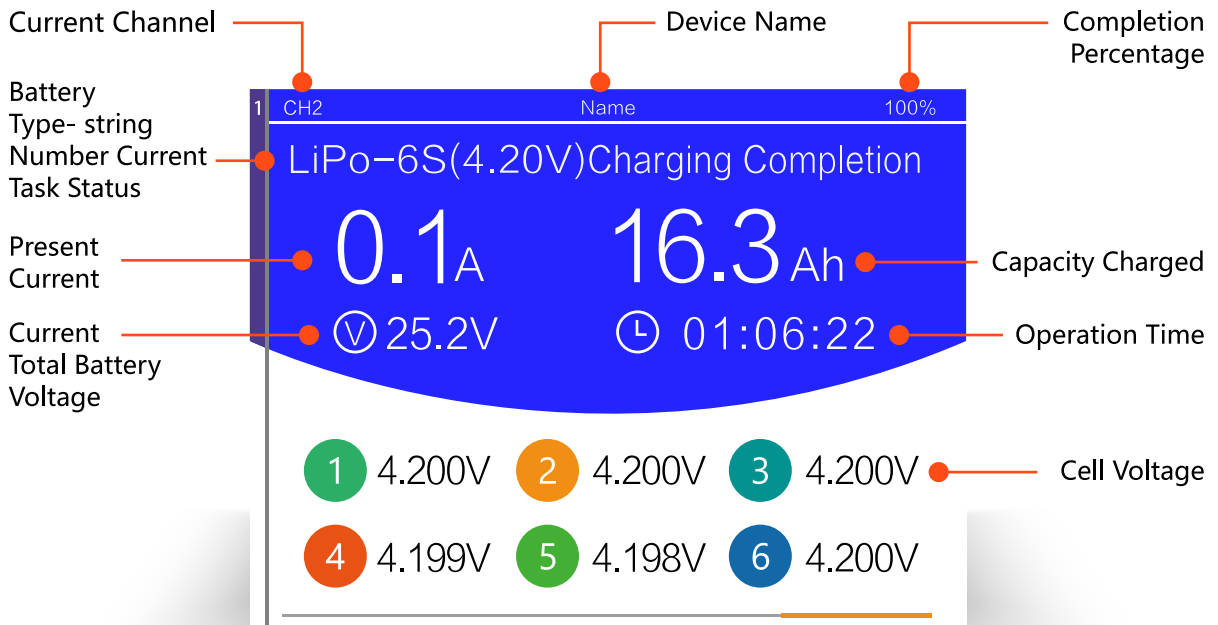 Current Channel
Device Name
Completion
Percentage
Battery
Type- string
Number Current
Task Status
1
CH2
Name
100%
LiPo-6S(4.20V)Charging Completion
Present
Current
0.1A
16.3Ah
Capacity Charged
Current
Total Battery
Voltage
V 25.2V
01:06:22
Operation Time
1 4.200V 2 4.200V 3 4.200V
Cell Voltage
4 4.199V 5 4.198V 6 4.200V